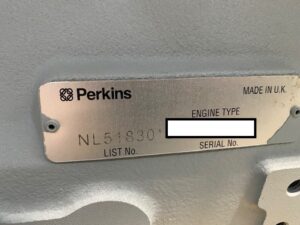 Perkins
MADE IN U.K.
ENGINE TYPE
NL51830*
LIST No.
SERIAL No.